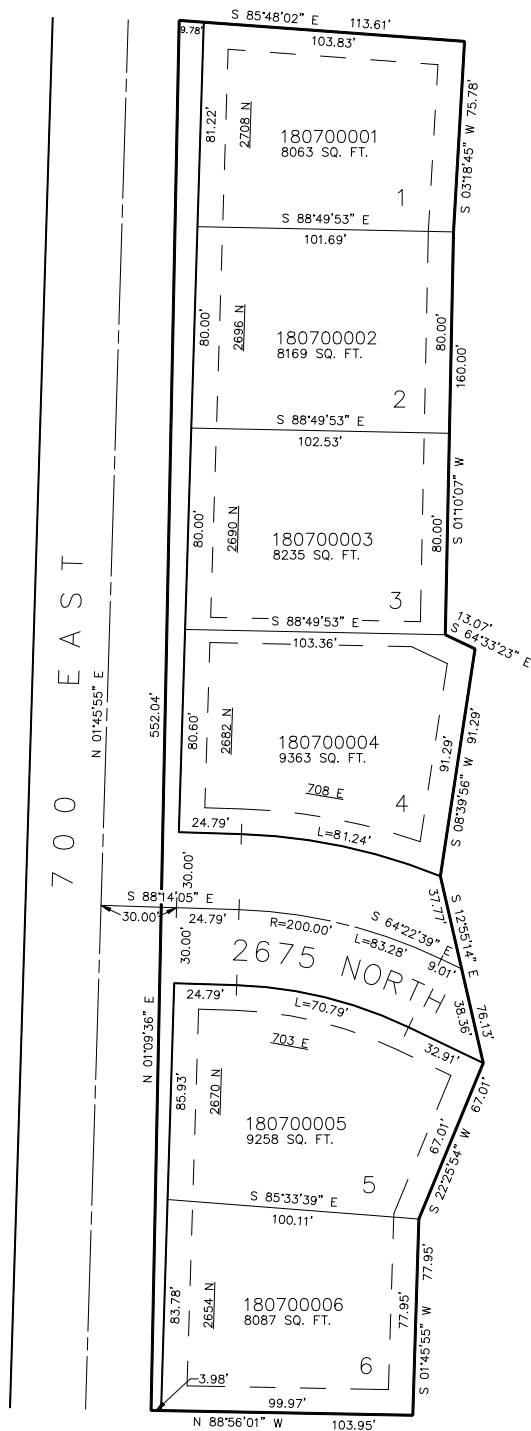 S 85°48'02" E
113.61'
9.78'
103.83'
81.22'
2708 N
180700001
8063 SQ. FT.
1
S 03°18'45" W 75.78'
S 88°49'53" E
101.69'
80.00'
2696 N
180700002
8169 SQ. FT.
80.00'
2
160.00'
S 88°49'53" E
102.53'
80.00'
2690 N
180700003
8235 SQ. FT.
80.00'
3
S 01°10'07" W
S 88°49'53" E
103.36'
13.07'
S 64°33'23" E
700 EAST
N 01°45'55" E
552.04'
80.60'
2682 N
180700004
9363 SQ. FT.
708 E
4
91.29'
S 08°39'56" W 91.29'
24.79'
L=81.24'
30.00'
S 88°14'05" E
30.00'
24.79'
R=200.00'
L=83.28'
S 64°22'39" E
9.01'
37.77'
S 12°55'14" E
76.13'
38.36'
30.00'
2675 NORTH
24.79'
L=70.79'
32.91'
N 01°09'36" E
703 E
85.93'
2670 N
180700005
9258 SQ. FT.
5
67.01'
S 22°25'54" W 67.01'
S 85°33'39" E
100.11'
83.78'
2654 N
180700006
8087 SQ. FT.
77.95'
6
S 01°45'55" W 77.95'
3.98'
99.97'
N 88°56'01" W
103.95'